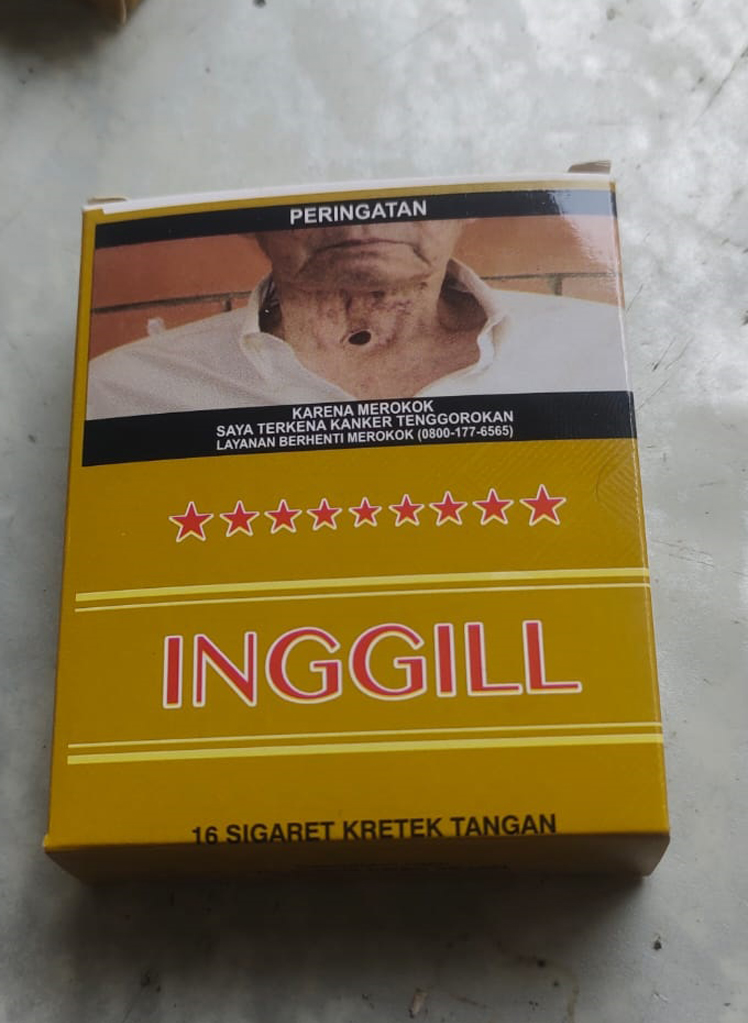 PERINGATAN
KARENA MEROKOK
SAYA TERKENA KANKER TENGGOROKAN
LAYANAN BERHENTI MEROKOK (0800-177-6565)
INGGILL
16 SIGARET KRETEK TANGAN